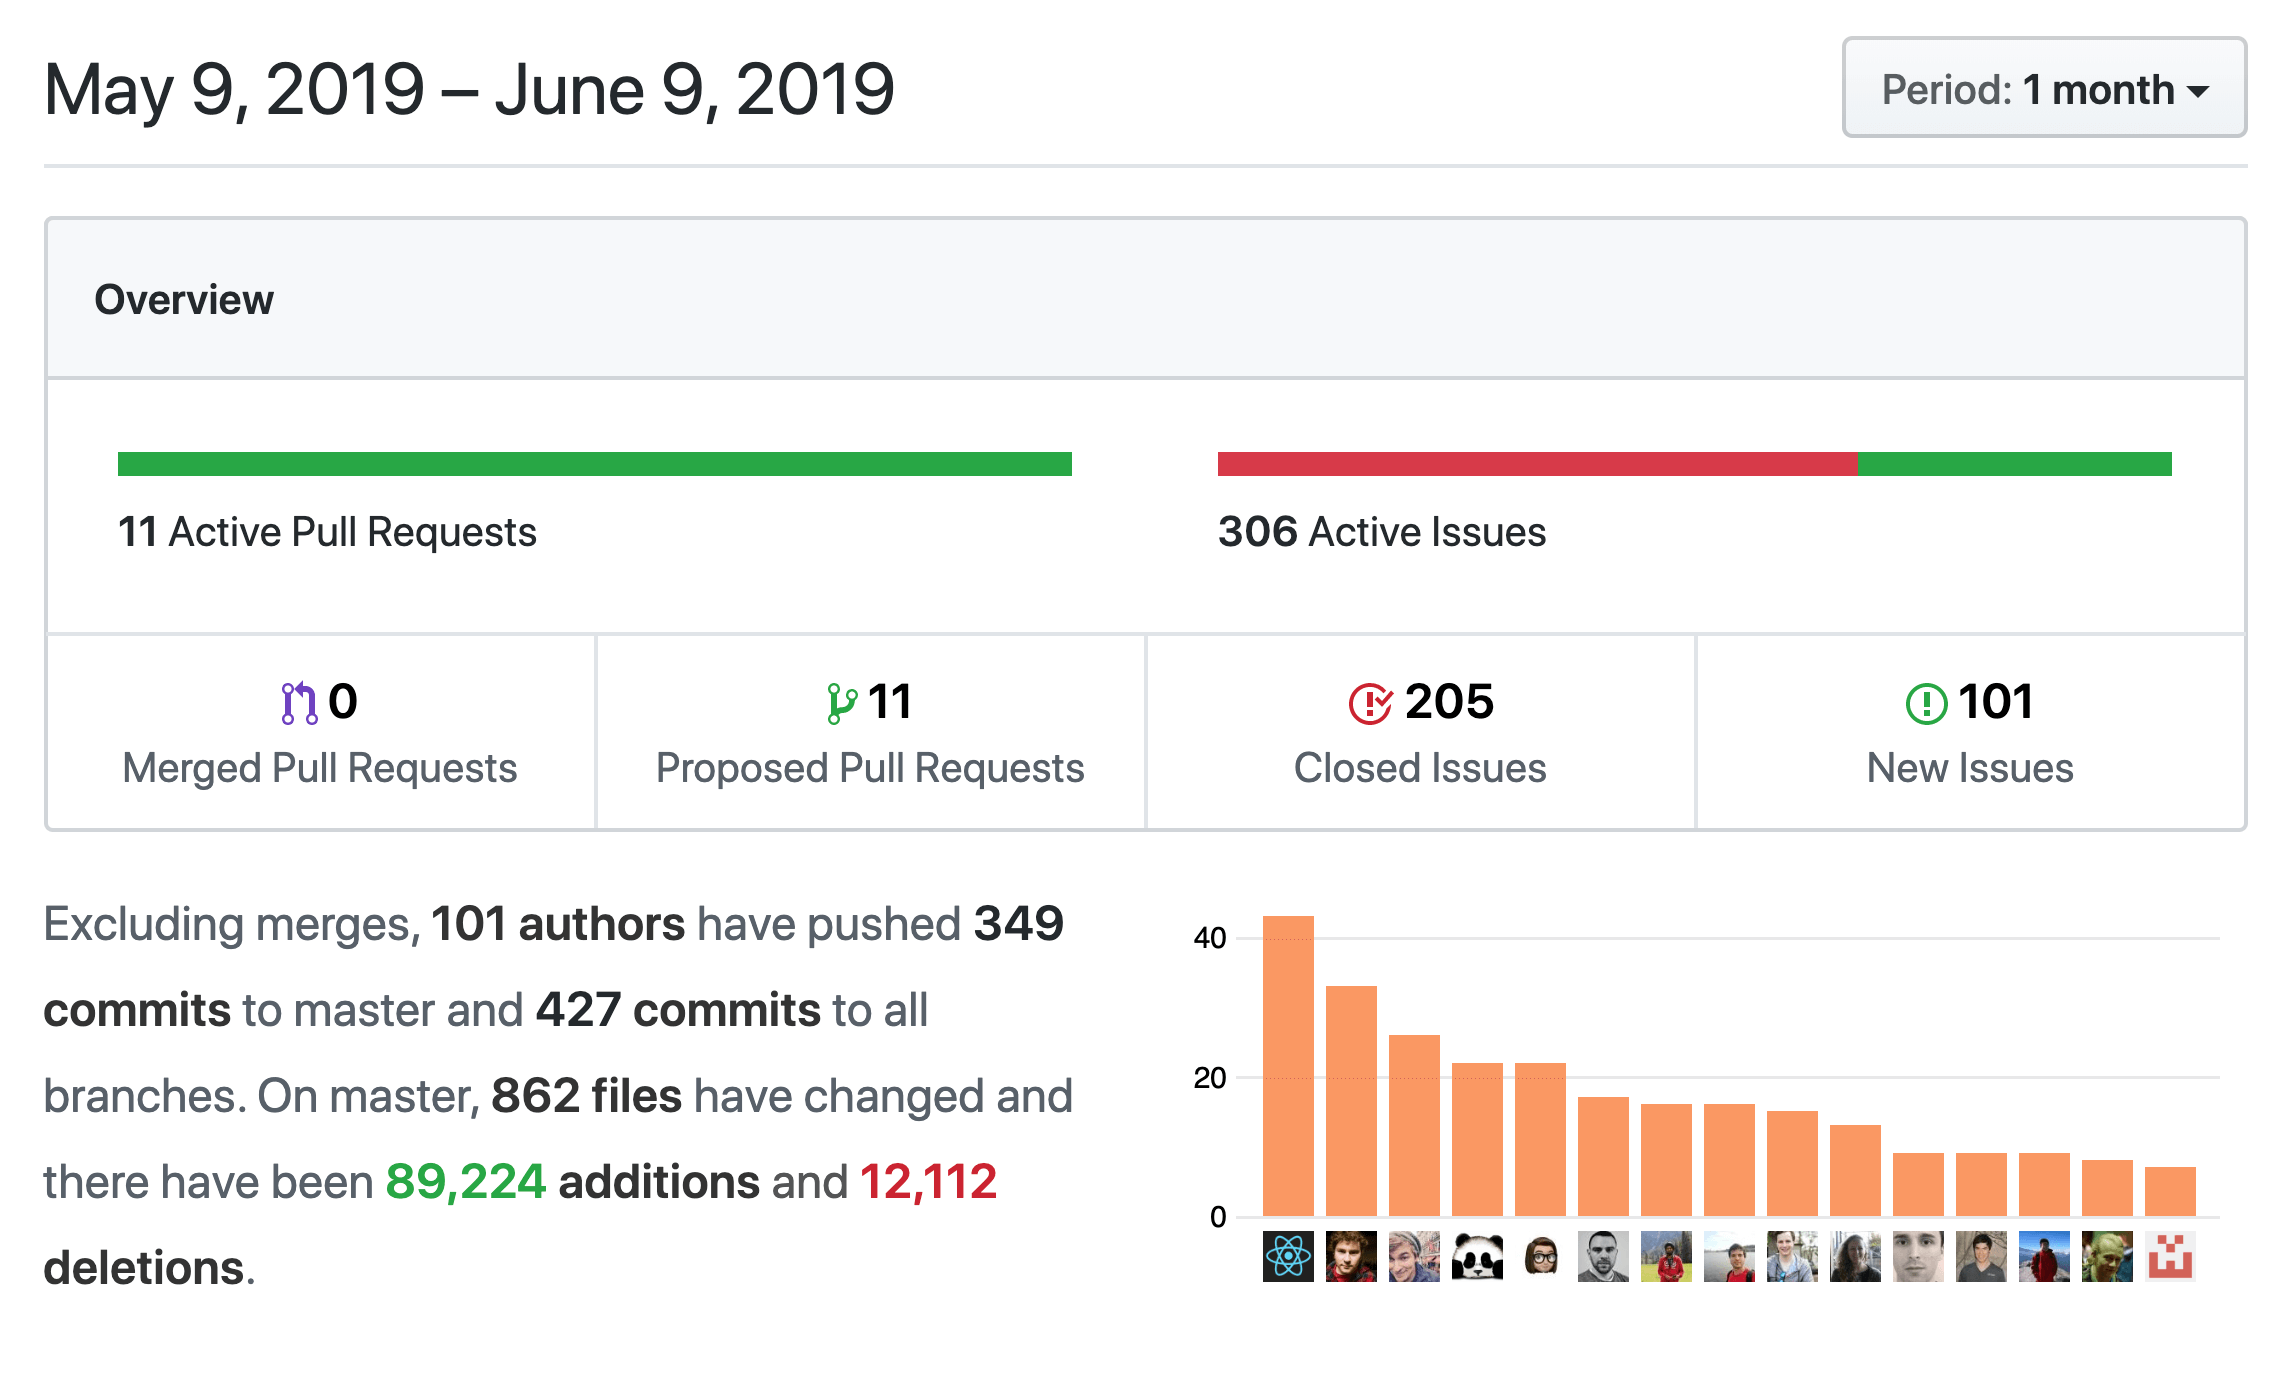 May 9, 2019 – June 9, 2019
Period: 1 month
Overview
11 Active Pull Requests
306 Active Issues
0
Merged Pull Requests
11
Proposed Pull Requests
205
Closed Issues
101
New Issues
Excluding merges, 101 authors have pushed 349
commits to master and 427 commits to all
branches. On master, 862 files have changed and
there have been 89,224 additions and 12,112
deletions.
40
20
0